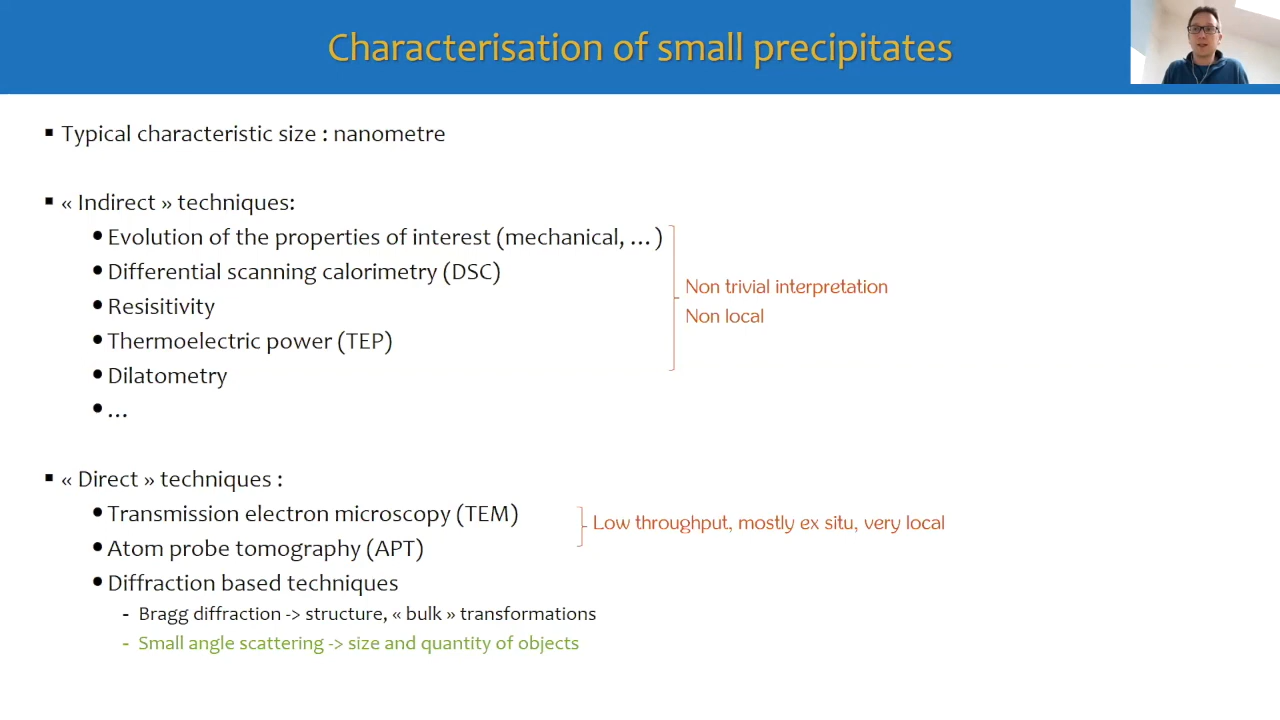 Characterisation of small precipitates
▪ Typical characteristic size : nanometre
▪ « Indirect » techniques:
• Evolution of the properties of interest (mechanical, …)
• Differential scanning calorimetry (DSC)
• Resisitivity
• Thermoelectric power (TEP)
• Dilatometry
• …
Non trivial interpretation
Non local
▪ « Direct » techniques :
• Transmission electron microscopy (TEM)
• Atom probe tomography (APT)
Low throughput, mostly ex situ, very local
• Diffraction based techniques
- Bragg diffraction -> structure, « bulk » transformations
- Small angle scattering -> size and quantity of objects